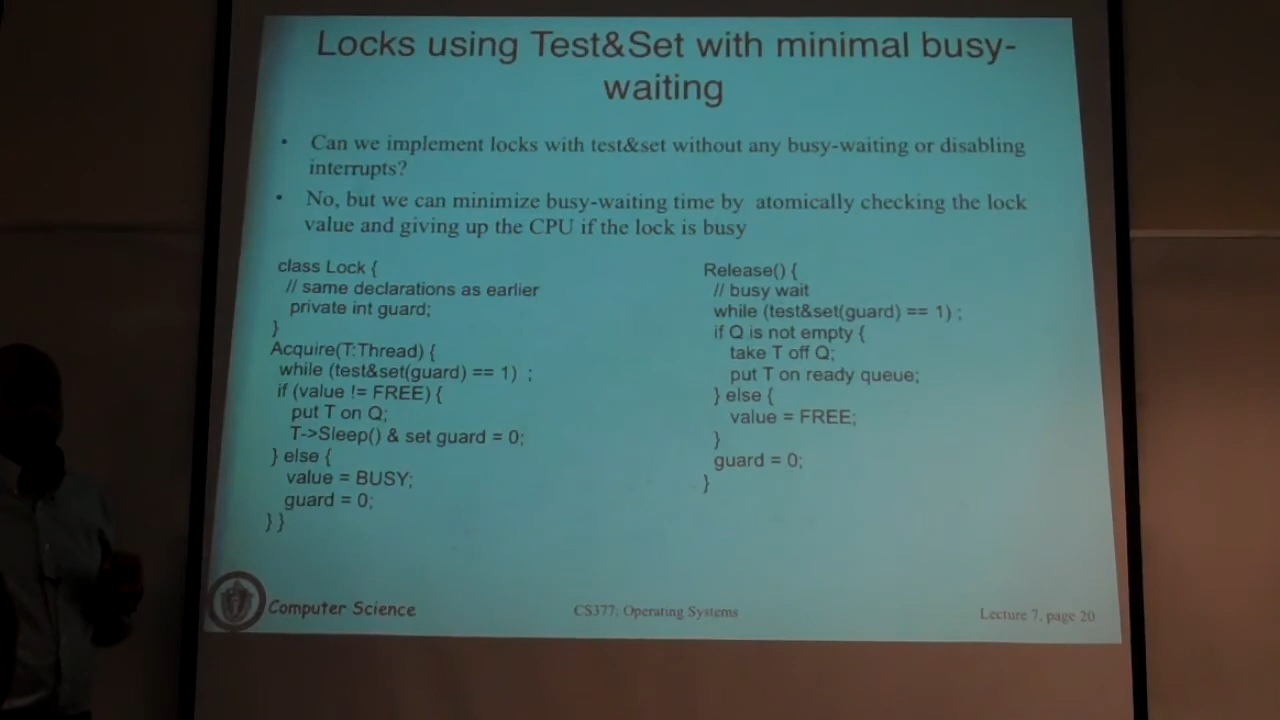 Locks using Test&Set with minimal busy-
waiting
• Can we implement locks with test&set without any busy-waiting or disabling
interrupts?
• No, but we can minimize busy-waiting time by atomically checking the lock
value and giving up the CPU if the lock is busy
class Lock {
// same declarations as earlier
private int guard;
}
Acquire(T:Thread) {
while (test&set(guard) == 1) ;
if (value != FREE) {
put T on Q;
T->Sleep() & set guard = 0;
} else {
value = BUSY;
guard = 0;
} }
Release() {
// busy wait
while (test&set(guard) == 1) ;
if Q is not empty {
take T off Q;
put T on ready queue;
} else {
value = FREE;
}
guard = 0;
}
Computer Science
CS377: Operating Systems
Lecture 7, page 20